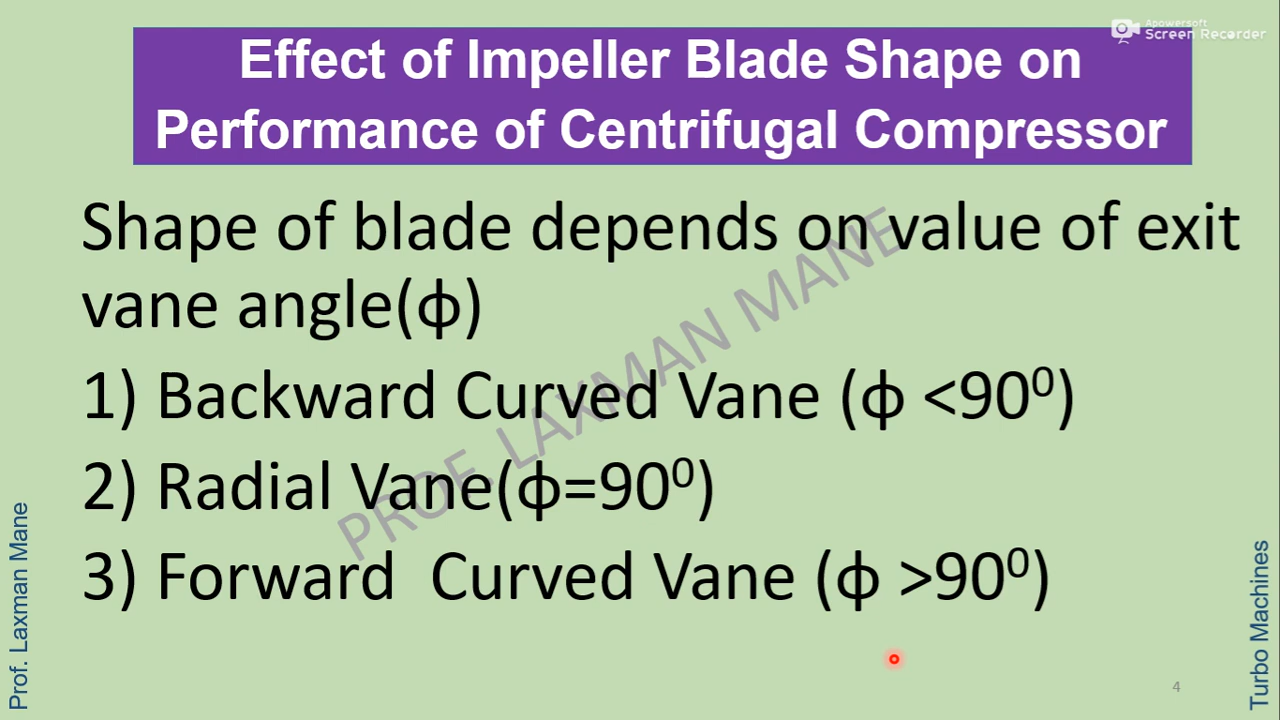 Apowersoft
Screen Recorder
Effect of Impeller Blade Shape on
Performance of Centrifugal Compressor
Shape of blade depends on value of exit
vane angle(ϕ)
1) Backward Curved Vane (ϕ <90⁰)
2) Radial Vane(ϕ=90⁰)
3) Forward  Curved Vane (ϕ >90⁰)
PROF. LAXMAN MANE
Prof. Laxman Mane
Turbo Machines
4